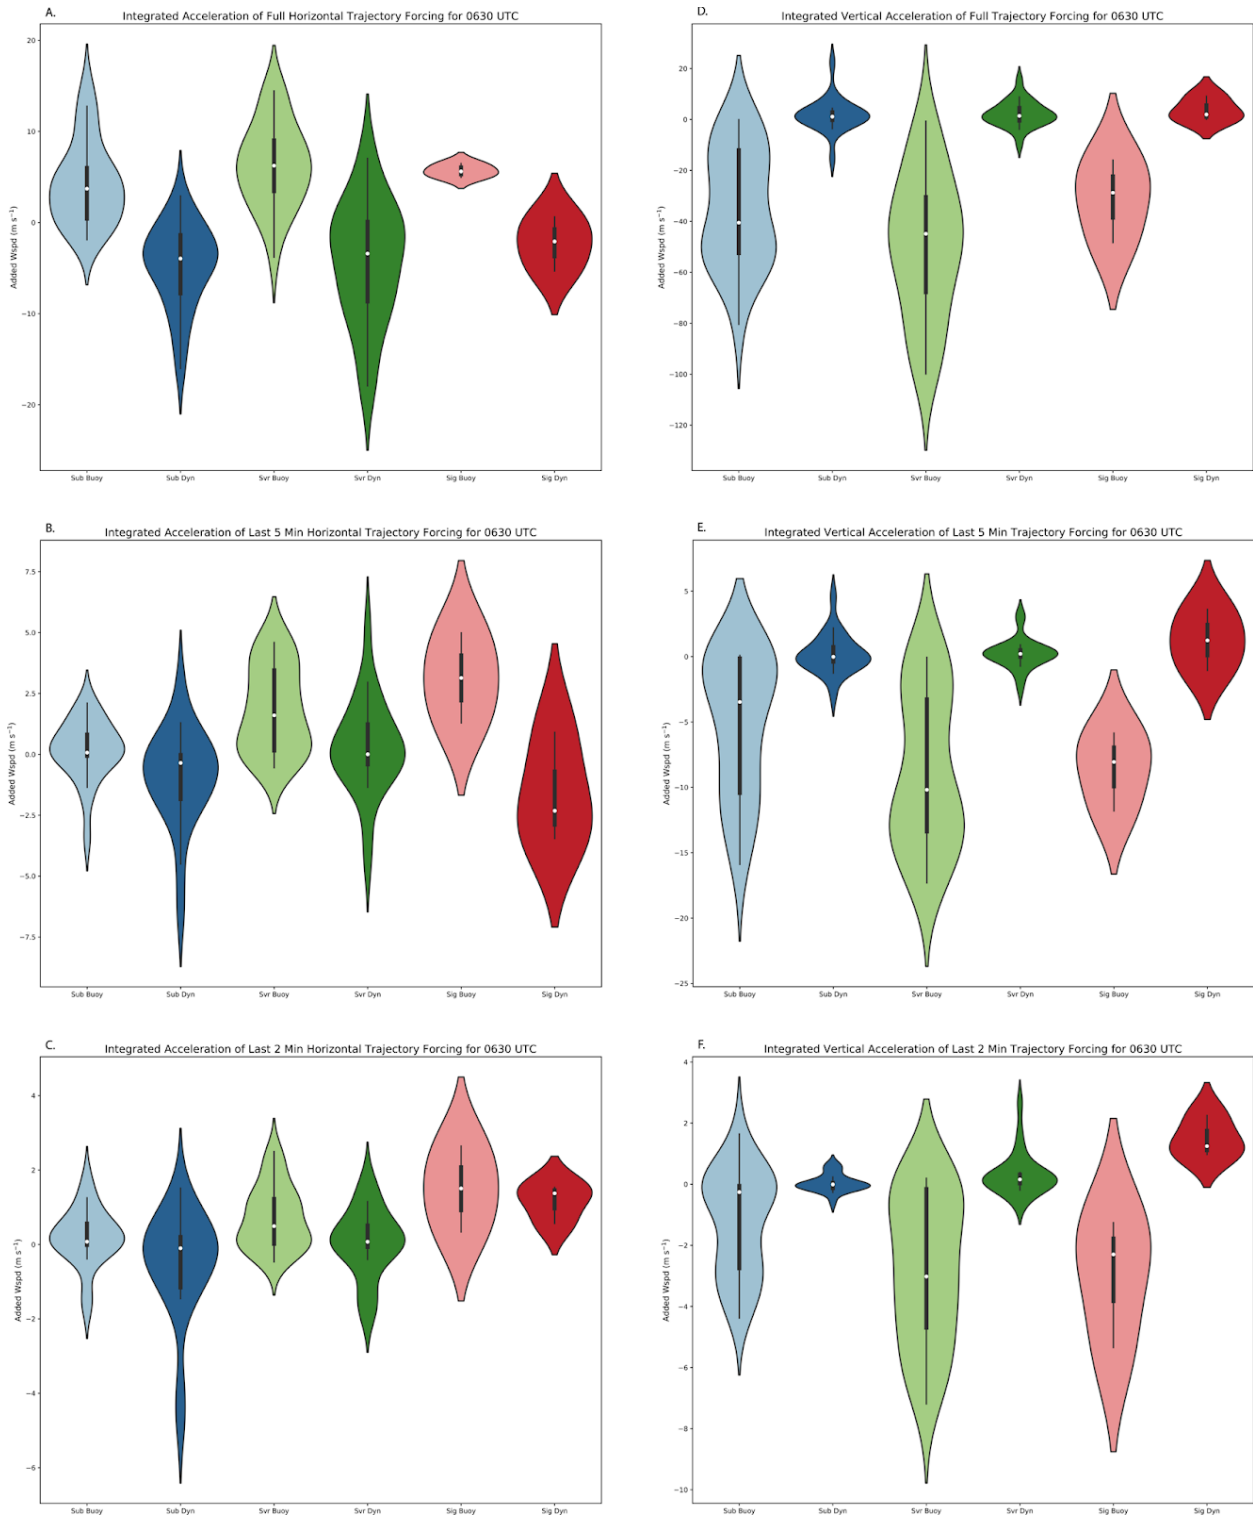 A.
Integrated Acceleration of Full Horizontal Trajectory Forcing for 0630 UTC
20
10
0
−10
−20
Added Wspd (m s⁻¹)
Sub Buoy Sub Dyn Svr Buoy Svr Dyn Sig Buoy Sig Dyn
D.
Integrated Vertical Acceleration of Full Trajectory Forcing for 0630 UTC
20
0
−20
−40
−60
−80
−100
−120
Added Wspd (m s⁻¹)
Sub Buoy Sub Dyn Svr Buoy Svr Dyn Sig Buoy Sig Dyn
B.
Integrated Acceleration of Last 5 Min Horizontal Trajectory Forcing for 0630 UTC
7.5
5.0
2.5
0.0
−2.5
−5.0
−7.5
Added Wspd (m s⁻¹)
Sub Buoy Sub Dyn Svr Buoy Svr Dyn Sig Buoy Sig Dyn
E.
Integrated Vertical Acceleration of Last 5 Min Trajectory Forcing for 0630 UTC
5
0
−5
−10
−15
−20
−25
Added Wspd (m s⁻¹)
Sub Buoy Sub Dyn Svr Buoy Svr Dyn Sig Buoy Sig Dyn
C.
Integrated Acceleration of Last 2 Min Horizontal Trajectory Forcing for 0630 UTC
4
2
0
−2
−4
−6
Added Wspd (m s⁻¹)
Sub Buoy Sub Dyn Svr Buoy Svr Dyn Sig Buoy Sig Dyn
F.
Integrated Vertical Acceleration of Last 2 Min Trajectory Forcing for 0630 UTC
4
2
0
−2
−4
−6
−8
−10
Added Wspd (m s⁻¹)
Sub Buoy Sub Dyn Svr Buoy Svr Dyn Sig Buoy Sig Dyn